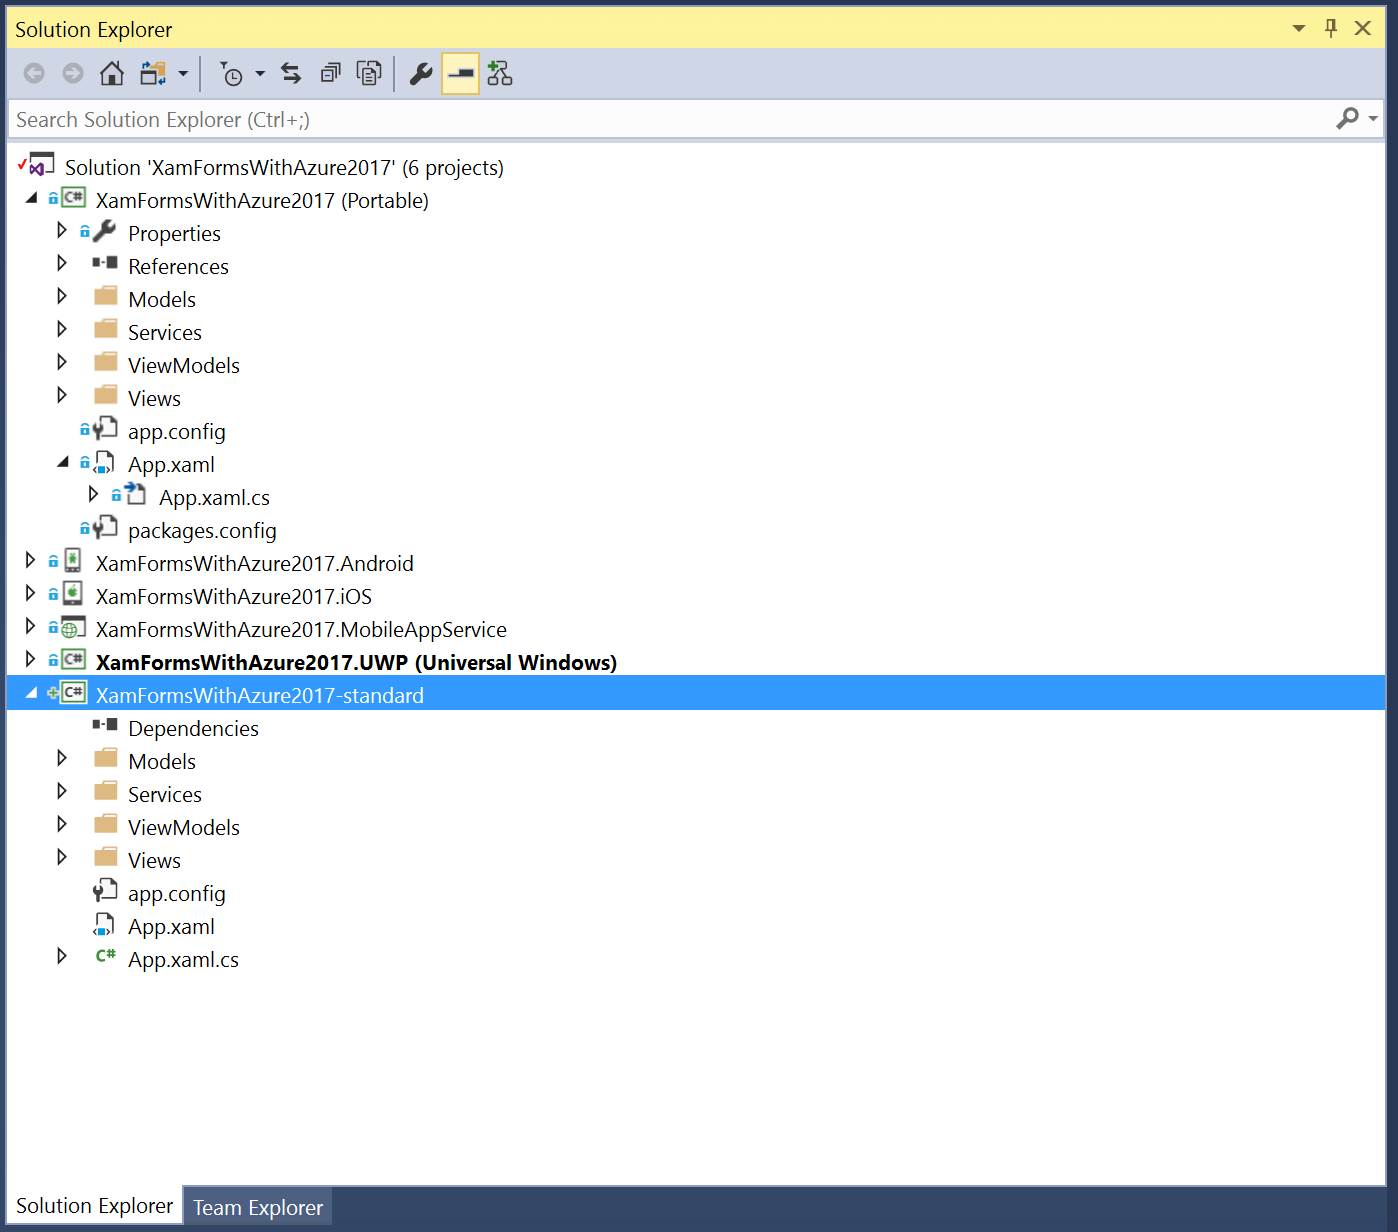 Solution Explorer
Search Solution Explorer (Ctrl+;)
Solution 'XamFormsWithAzure2017' (6 projects)
C# XamFormsWithAzure2017 (Portable)
Properties
References
Models
Services
ViewModels
Views
app.config
App.xaml
App.xaml.cs
packages.config
XamFormsWithAzure2017.Android
XamFormsWithAzure2017.iOS
XamFormsWithAzure2017.MobileAppService
C# XamFormsWithAzure2017.UWP (Universal Windows)
C# XamFormsWithAzure2017-standard
Dependencies
Models
Services
ViewModels
Views
app.config
App.xaml
C# App.xaml.cs
Solution Explorer Team Explorer